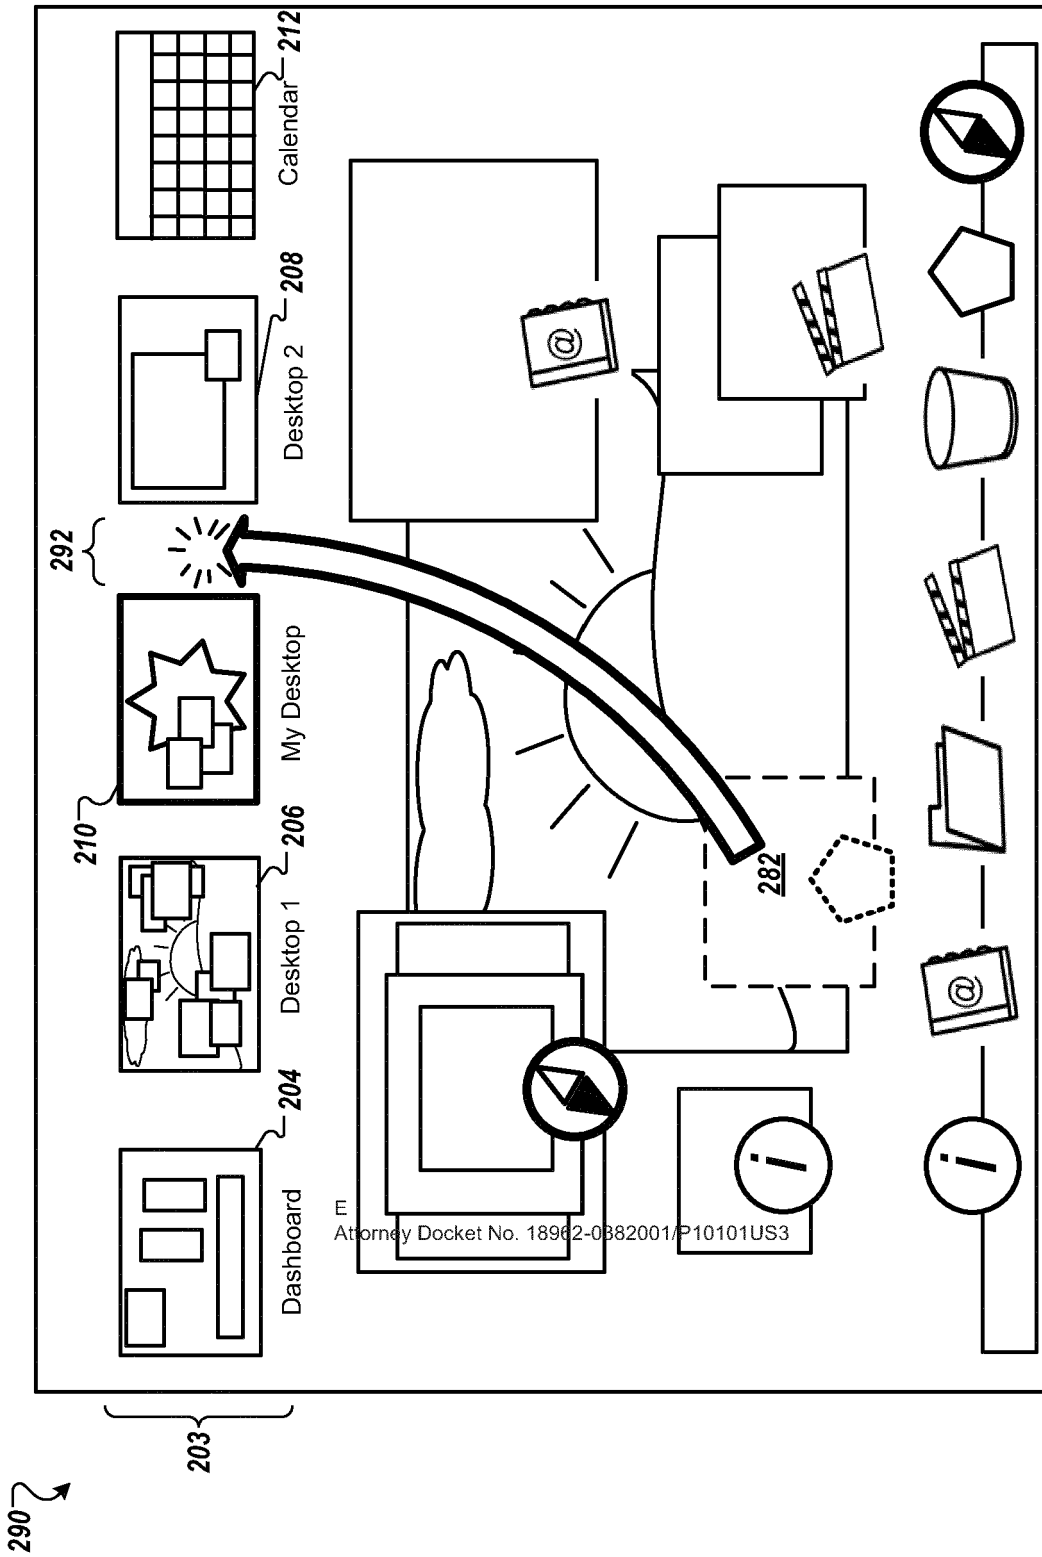 290
203
292
210
Dashboard
204
Desktop 1
206
My Desktop
Desktop 2
208
Calendar
212
E
Attorney Docket No. 18962-0382001/P10101US3
@
282
i
i
@